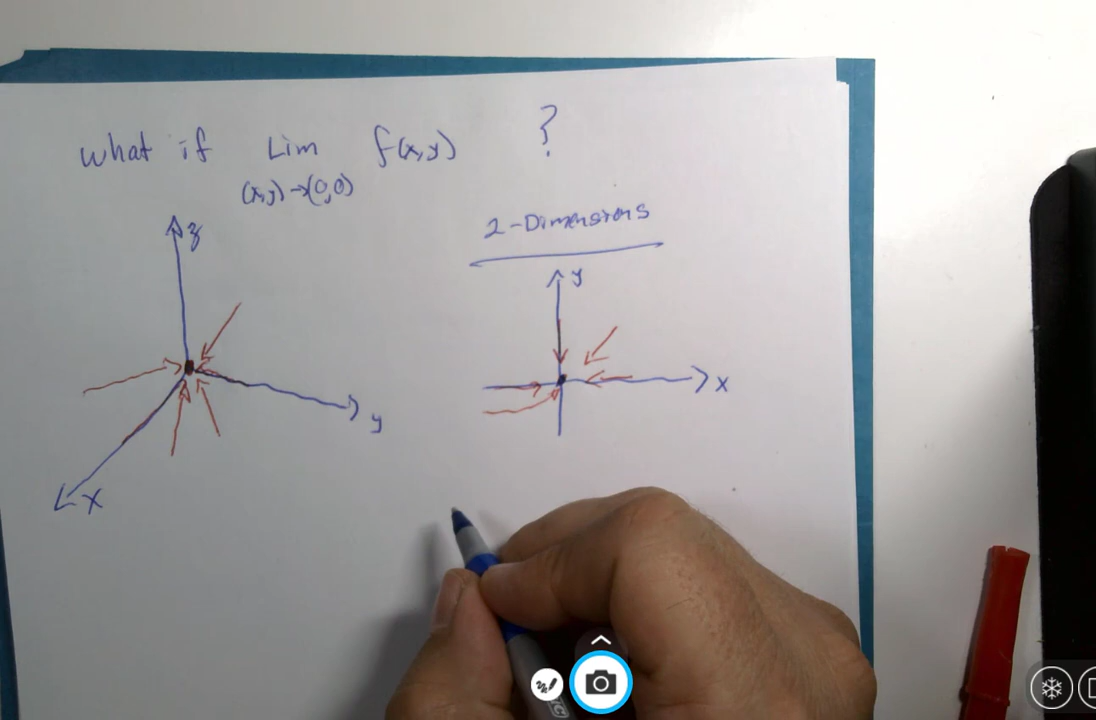 What if Lim f(x,y) ?
(x,y)→(0,0)
z
y
x
2-Dimensions
y
x